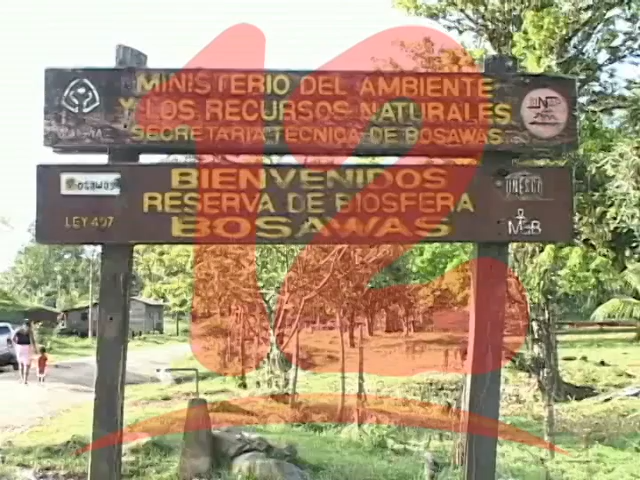 MINISTERIO DEL AMBIENTE
Y LOS RECURSOS NATURALES
SECRETARIA TECNICA DE BOSAWAS
BIENVENIDOS
RESERVA DE BIOSFERA
BOSAWAS
Bosawas
LEY 407
UNESCO
MaB
12